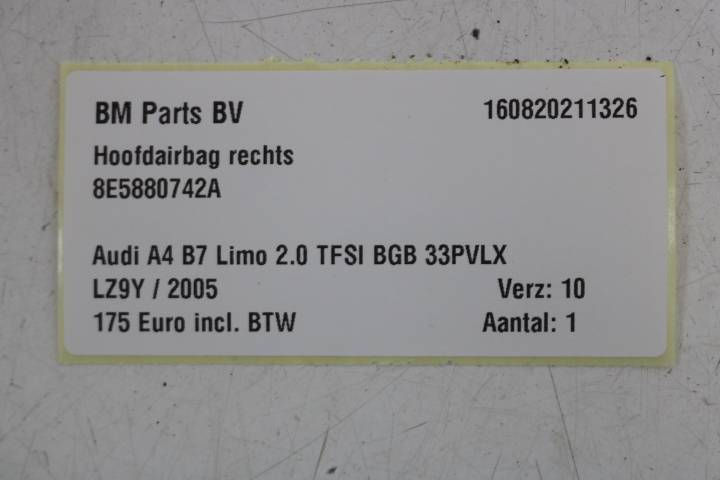 BM Parts BV 160820211326
Hoofdairbag rechts
8E5880742A
Audi A4 B7 Limo 2.0 TFSI BGB 33PVLX
LZ9Y / 2005 Verz: 10
175 Euro incl. BTW Aantal: 1